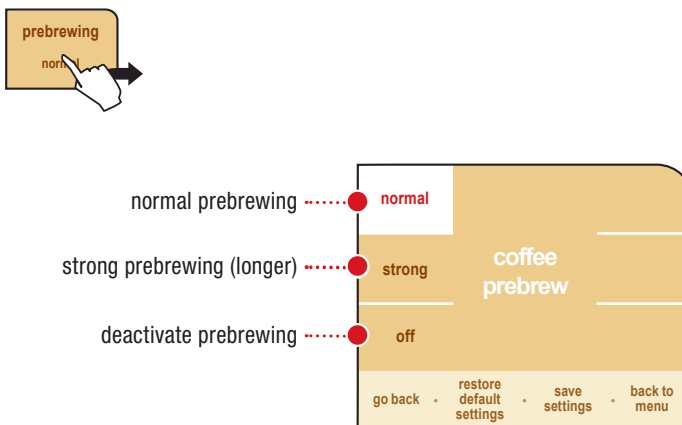 prebrewing
normal
normal prebrewing
normal
strong prebrewing (longer)
strong
coffee
prebrew
deactivate prebrewing
off
go back
restore
default
settings
save
settings
back to
menu